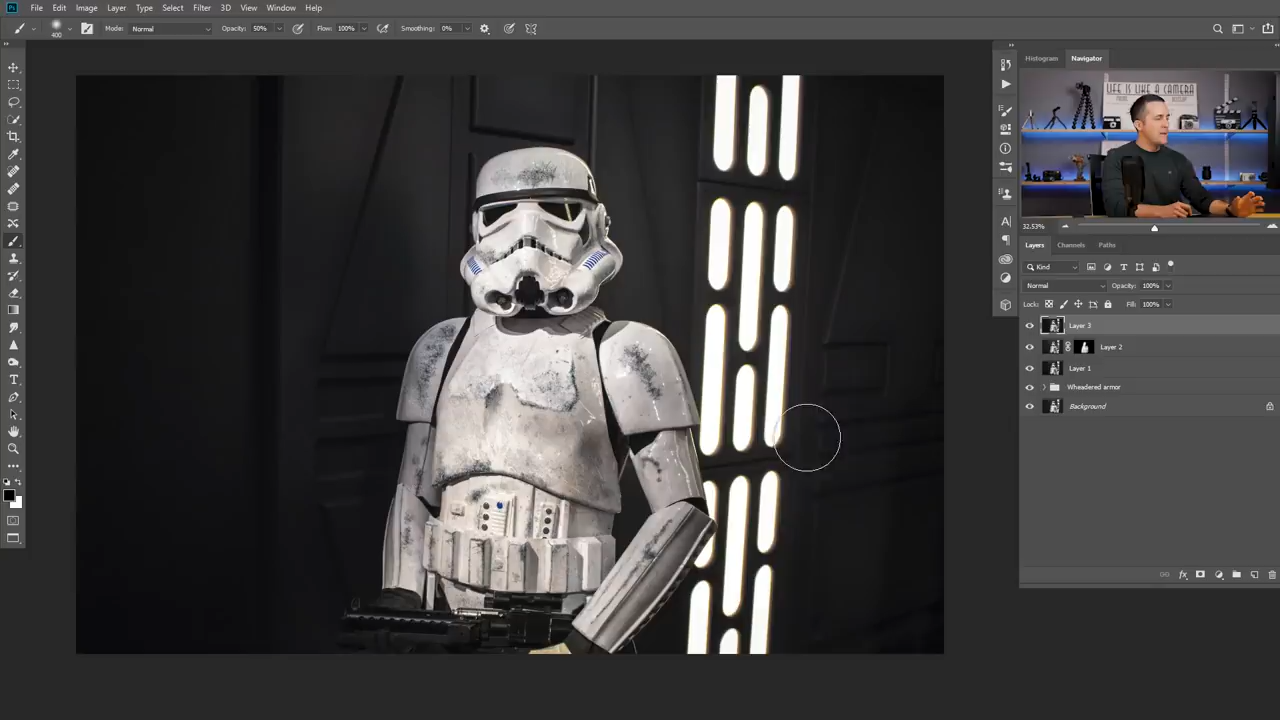 Ps File Edit Image Layer Type Select Filter 3D View Window Help
400 Mode: Normal Opacity: 50% Flow: 100% Smoothing: 0%
Histogram Navigator
LIFE IS LIKE A CAMERA
32.53%
Layers Channels Paths
Kind
Normal Opacity: 100%
Lock: Fill: 100%
Layer 3
Layer 2
Layer 1
Wheadered armor
Background